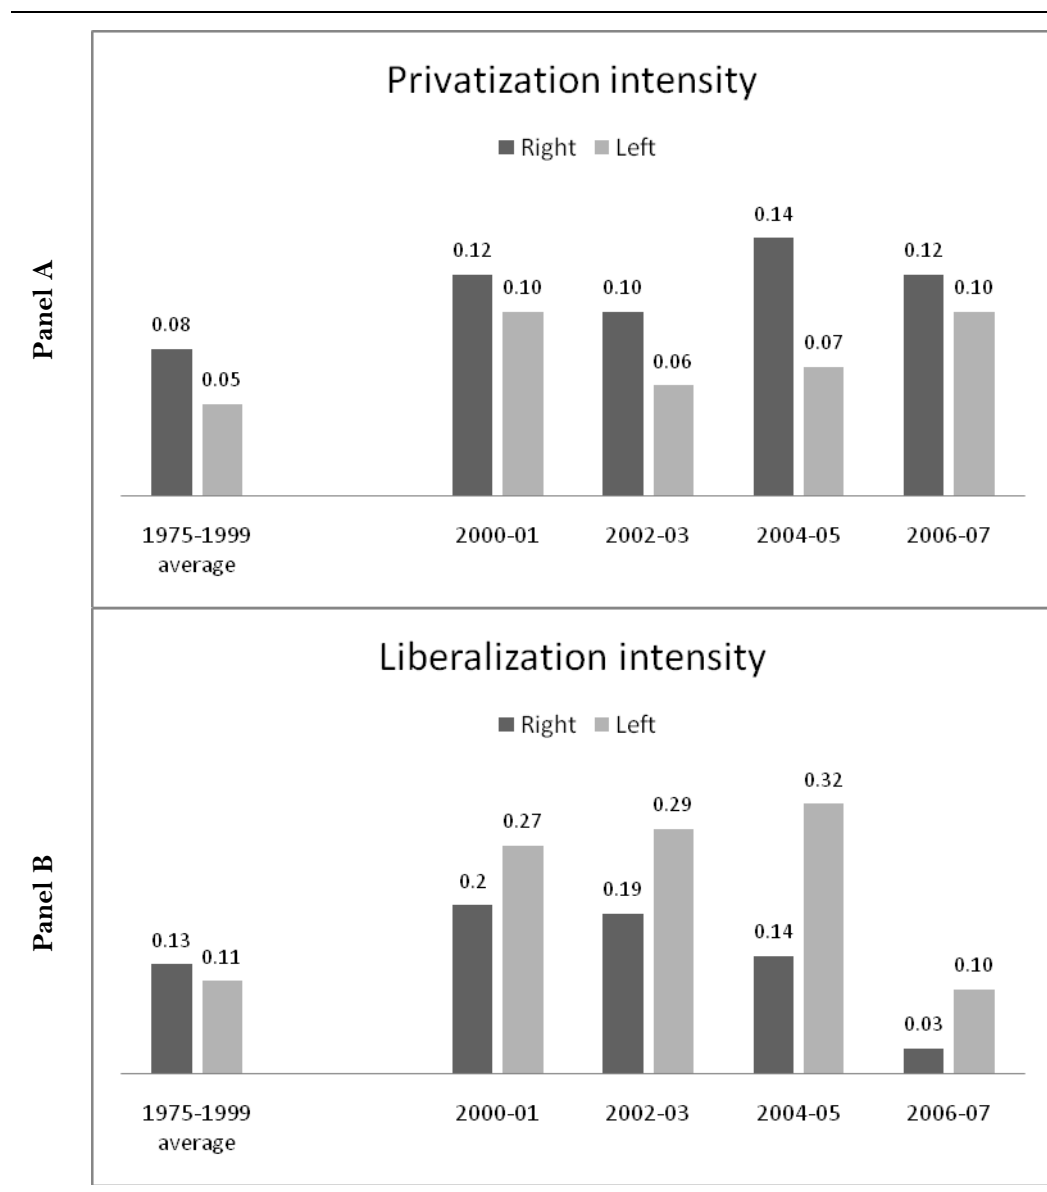 Panel A
Privatization intensity
Right Left
0.14
0.12 0.12
0.10 0.10 0.10
0.08
0.07
0.06
0.05
1975-1999 2000-01 2002-03 2004-05 2006-07
average
Panel B
Liberalization intensity
Right Left
0.32
0.29
0.27
0.2
0.19
0.14
0.13
0.11
0.10
0.03
1975-1999 2000-01 2002-03 2004-05 2006-07
average